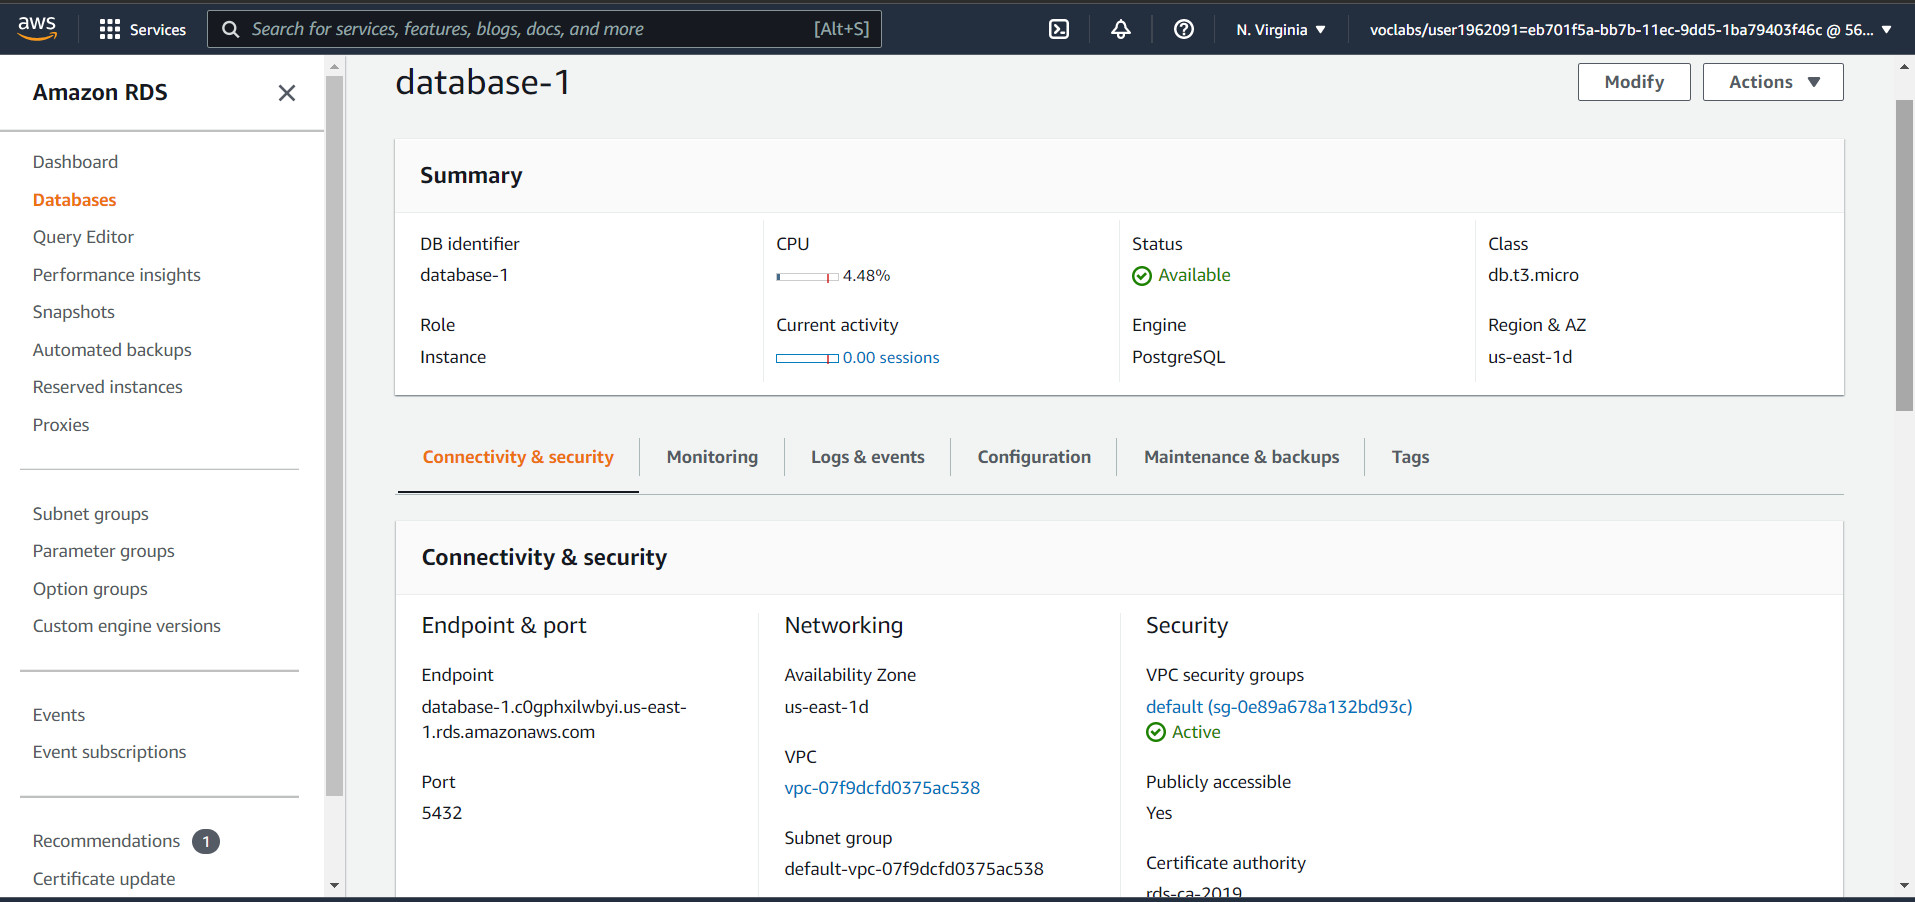 aws
Services
Search for services, features, blogs, docs, and more
[Alt+S]
N. Virginia
voclabs/user1962091=eb701f5a-bb7b-11ec-9dd5-1ba79403f46c @ 56...
Amazon RDS
Dashboard
Databases
Query Editor
Performance insights
Snapshots
Automated backups
Reserved instances
Proxies
Subnet groups
Parameter groups
Option groups
Custom engine versions
Events
Event subscriptions
Recommendations 1
Certificate update
database-1
Modify
Actions
Summary
DB identifier
database-1
CPU
4.48%
Status
Available
Class
db.t3.micro
Role
Instance
Current activity
0.00 sessions
Engine
PostgreSQL
Region & AZ
us-east-1d
Connectivity & security
Monitoring
Logs & events
Configuration
Maintenance & backups
Tags
Connectivity & security
Endpoint & port
Endpoint
database-1.c0gphxilwbyi.us-east-
1.rds.amazonaws.com
Port
5432
Networking
Availability Zone
us-east-1d
VPC
vpc-07f9dcfd0375ac538
Subnet group
default-vpc-07f9dcfd0375ac538
Security
VPC security groups
default (sg-0e89a678a132bd93c)
Active
Publicly accessible
Yes
Certificate authority
rds-ca-2019